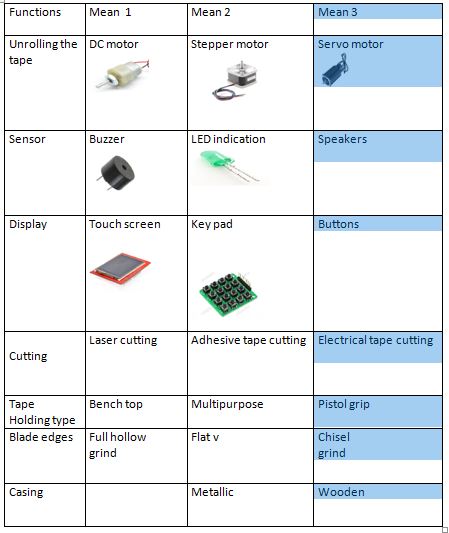 Functions Mean 1 Mean 2 Mean 3
Unrolling the tape DC motor Stepper motor Servo motor
Sensor Buzzer LED indication Speakers
Display Touch screen Key pad Buttons
Cutting Laser cutting Adhesive tape cutting Electrical tape cutting
Tape Holding type Bench top Multipurpose Pistol grip
Blade edges Full hollow grind Flat v Chisel grind
Casing Metallic Wooden